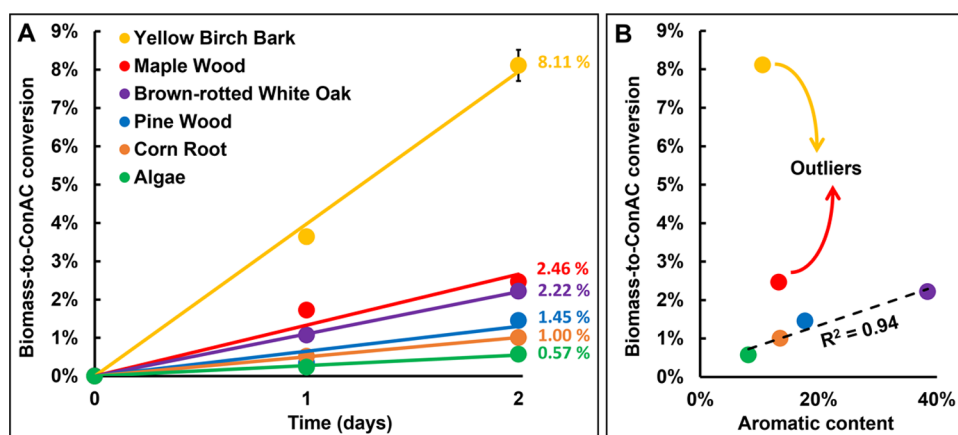 A
9%
8%
7%
6%
5%
4%
3%
2%
1%
0%
Biomass-to-ConAC conversion
Yellow Birch Bark
Maple Wood
Brown-rotted White Oak
Pine Wood
Corn Root
Algae
8.11 %
2.46 %
2.22 %
1.45 %
1.00 %
0.57 %
0
1
2
Time (days)
B
9%
8%
7%
6%
5%
4%
3%
2%
1%
0%
Biomass-to-ConAC conversion
Outliers
R² = 0.94
0%
20%
40%
Aromatic content